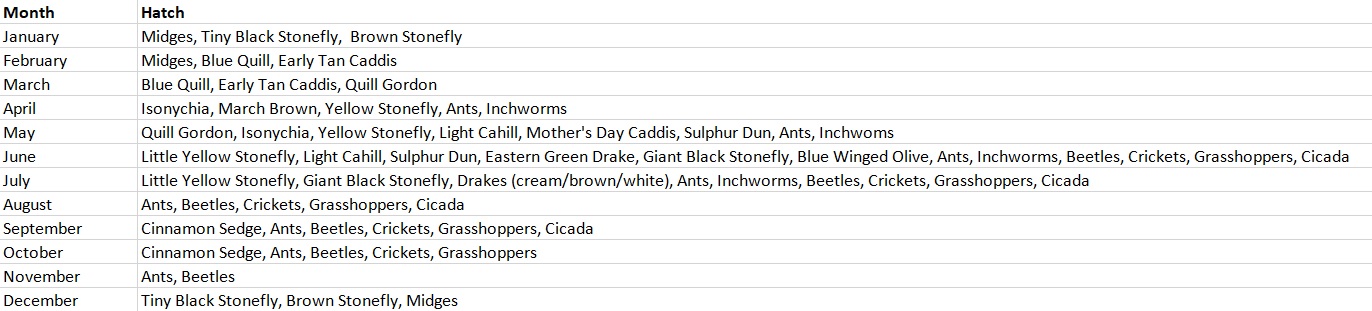 Month Hatch
January Midges, Tiny Black Stonefly,  Brown Stonefly
February Midges, Blue Quill, Early Tan Caddis
March Blue Quill, Early Tan Caddis, Quill Gordon
April Isonychia, March Brown, Yellow Stonefly, Ants, Inchworms
May Quill Gordon, Isonychia, Yellow Stonefly, Light Cahill, Mother's Day Caddis, Sulphur Dun, Ants, Inchwoms
June Little Yellow Stonefly, Light Cahill, Sulphur Dun, Eastern Green Drake, Giant Black Stonefly, Blue Winged Olive, Ants, Inchworms, Beetles, Crickets, Grasshoppers, Cicada
July Little Yellow Stonefly, Giant Black Stonefly, Drakes (cream/brown/white), Ants, Inchworms, Beetles, Crickets, Grasshoppers, Cicada
August Ants, Beetles, Crickets, Grasshoppers, Cicada
September Cinnamon Sedge, Ants, Beetles, Crickets, Grasshoppers, Cicada
October Cinnamon Sedge, Ants, Beetles, Crickets, Grasshoppers
November Ants, Beetles
December Tiny Black Stonefly, Brown Stonefly, Midges